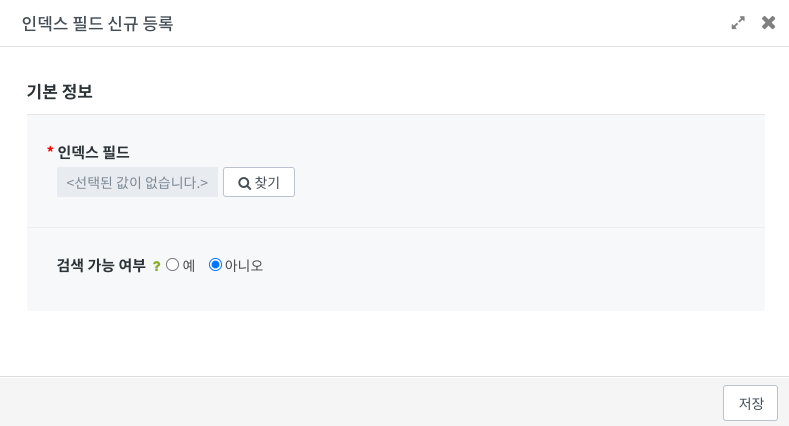 인덱스 필드 신규 등록
기본 정보
* 인덱스 필드
<선택된 값이 없습니다.> 찾기
검색 가능 여부 ? 예 아니오
저장